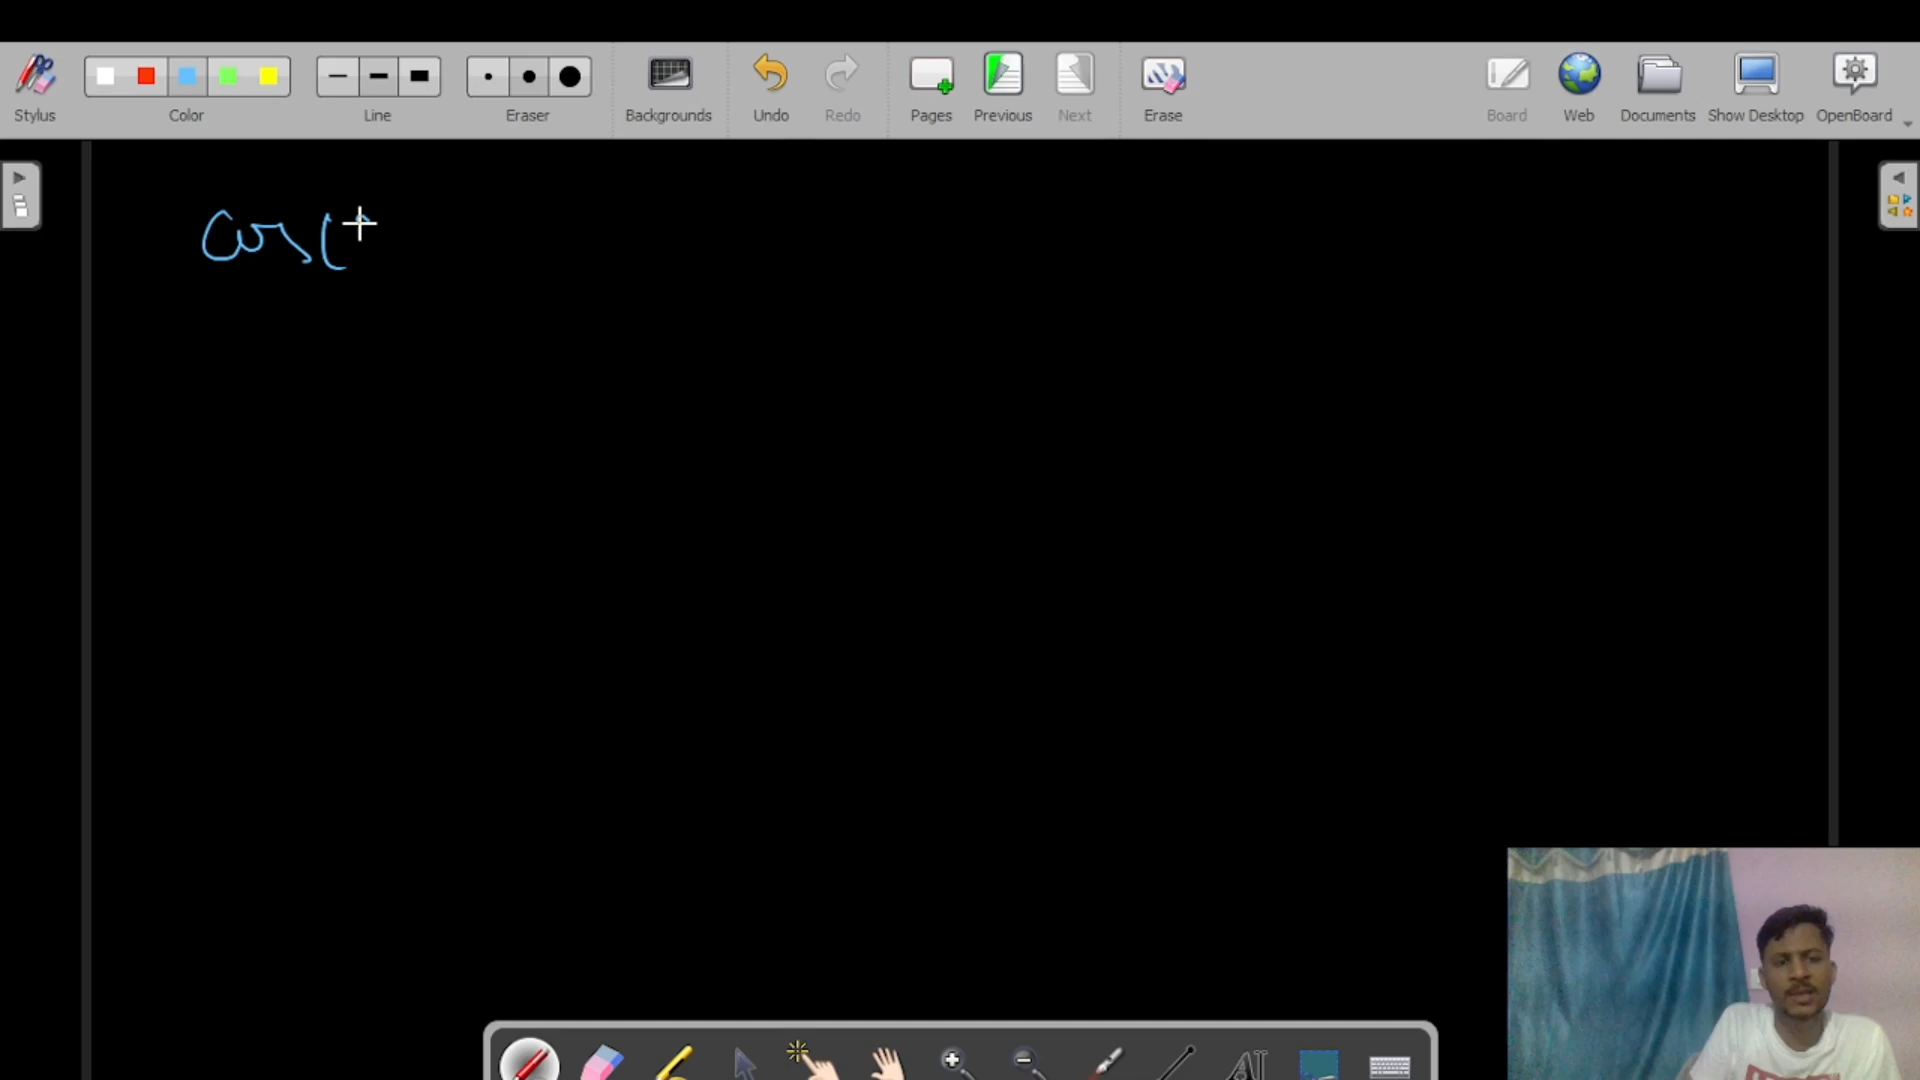 Stylus
Color
Line
Eraser
Backgrounds
Undo
Redo
Pages
Previous
Next
Erase
Board
Web
Documents
Show Desktop
OpenBoard
Cos(